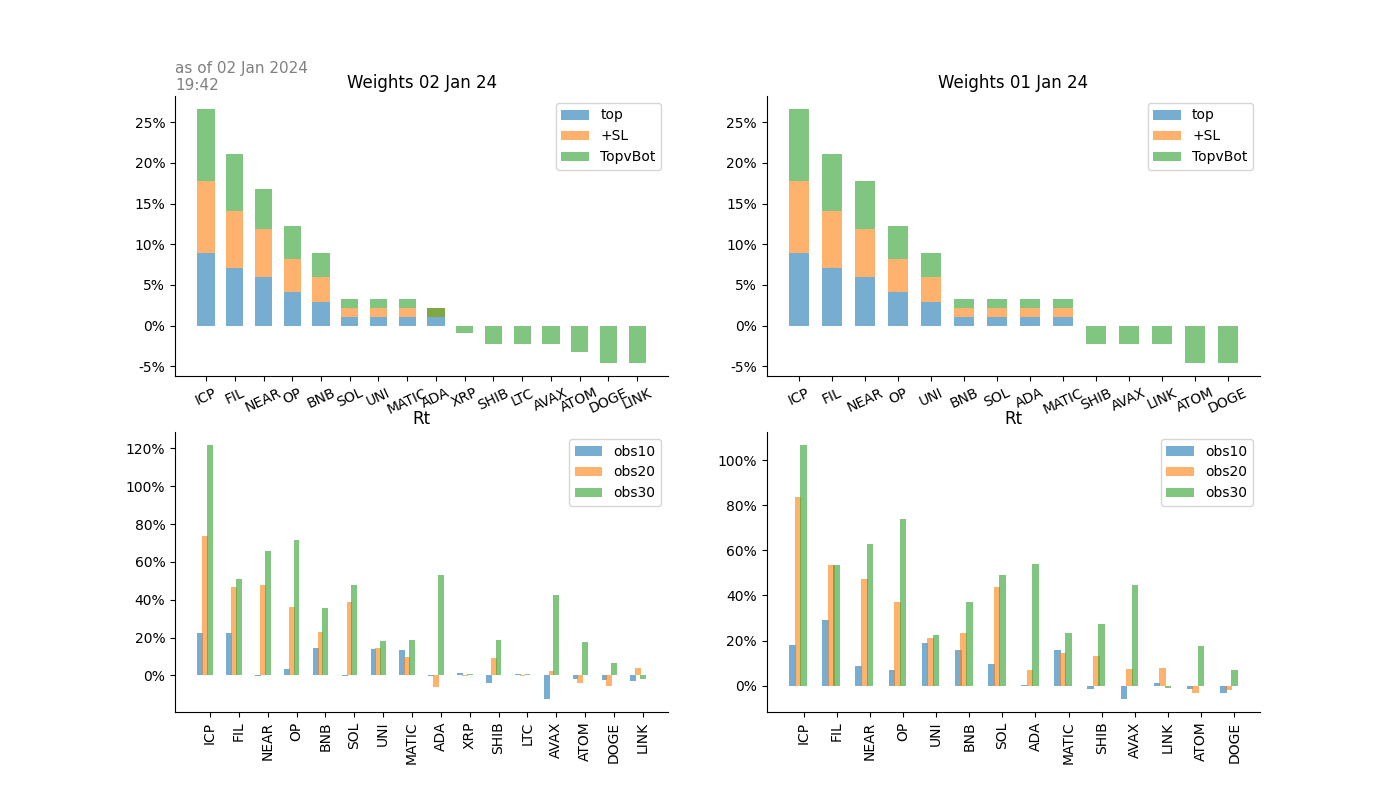 as of 02 Jan 2024
19:42
Weights 02 Jan 24
25%
20%
15%
10%
5%
0%
-5%
top
+SL
TopvBot
ICP FIL NEAR OP BNB SOL UNI MATIC ADA XRP SHIB LTC AVAX ATOM DOGE LINK
Weights 01 Jan 24
25%
20%
15%
10%
5%
0%
-5%
top
+SL
TopvBot
ICP FIL NEAR OP UNI BNB SOL ADA MATIC SHIB AVAX LINK ATOM DOGE
Rt
120%
100%
80%
60%
40%
20%
0%
obs10
obs20
obs30
ICP FIL NEAR OP BNB SOL UNI MATIC ADA XRP SHIB LTC AVAX ATOM DOGE LINK
Rt
100%
80%
60%
40%
20%
0%
obs10
obs20
obs30
ICP FIL NEAR OP UNI BNB SOL ADA MATIC SHIB AVAX LINK ATOM DOGE